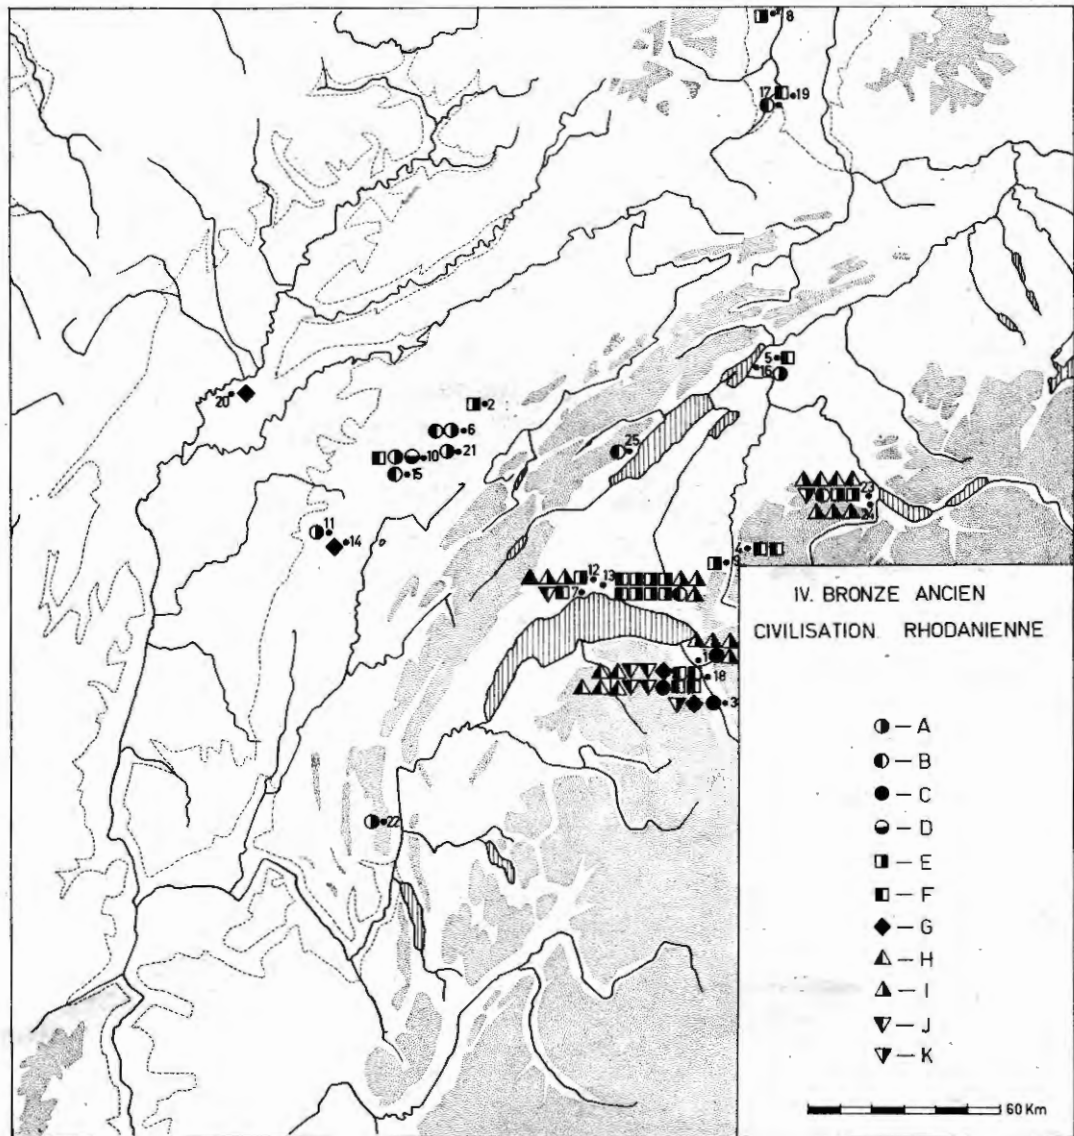 8
17
19
5
16
2
6
20
10
21
25
15
23
24
11
14
4
9
12
13
7
1
18
3
22
IV. BRONZE ANCIEN
CIVILISATION RHODANIENNE
— A
— B
— C
— D
— E
— F
— G
— H
— I
— J
— K
60 Km